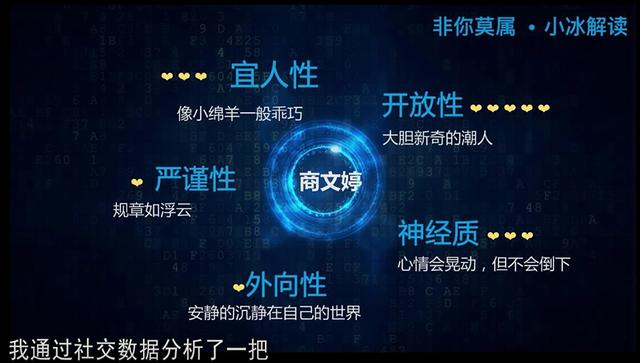 非你莫属 • 小冰解读
宜人性
像小绵羊一般乖巧
开放性
大胆新奇的潮人
严谨性
规章如浮云
商文婷
神经质
心情会晃动，但不会倒下
外向性
安静的沉静在自己的世界
我通过社交数据分析了一把